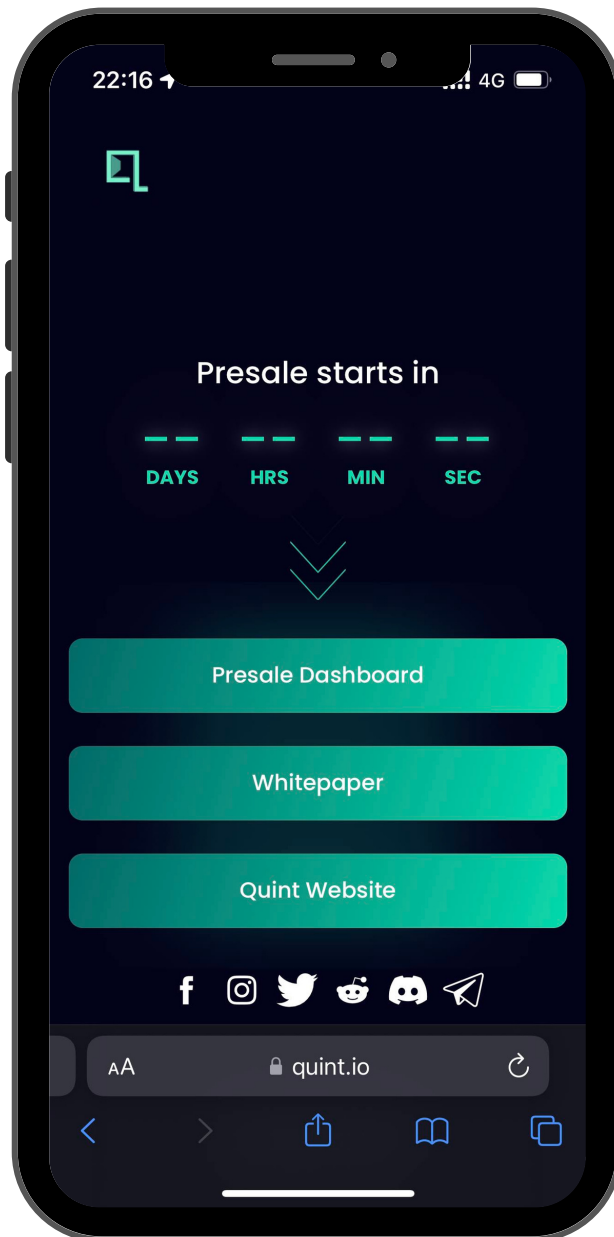 22:16
4G
Presale starts in
-- -- -- --
DAYS HRS MIN SEC
Presale Dashboard
Whitepaper
Quint Website
AA quint.io